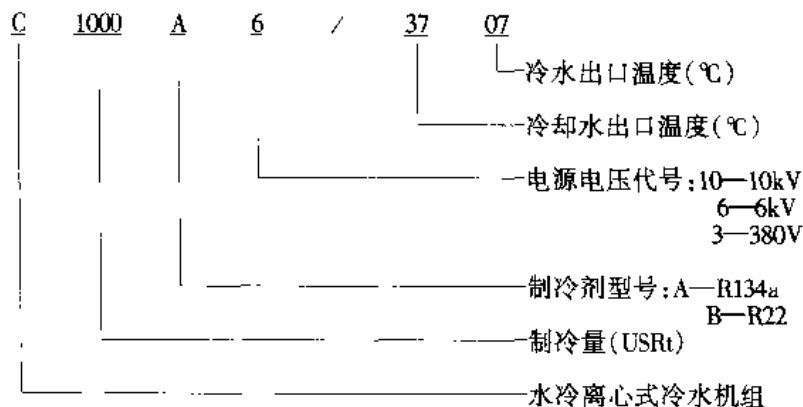 C 1000 A 6 / 37 07
冷水出口温度(℃)
冷却水出口温度(℃)
电源电压代号:10—10kV
6—6kV
3—380V
制冷剂型号:A—R134a
B—R22
制冷量(USRt)
水冷离心式冷水机组